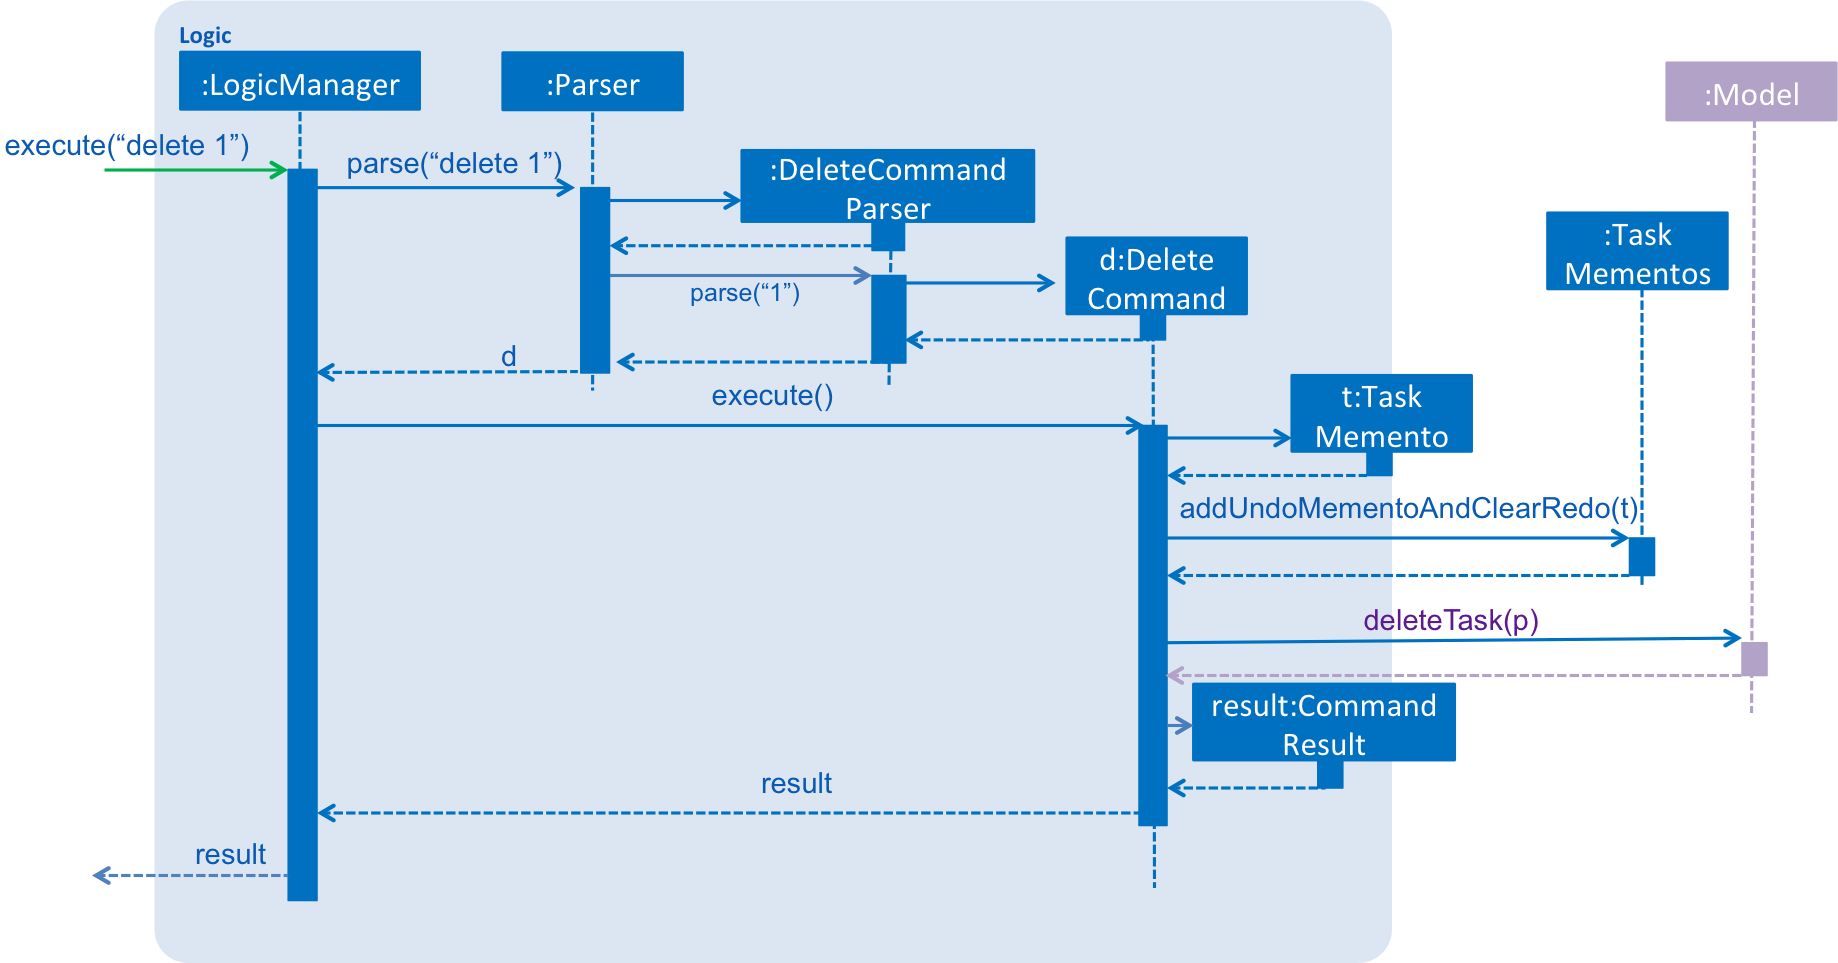 Logic
:LogicManager
:Parser
:Model
execute(“delete 1”)
parse(“delete 1”)
:DeleteCommand
Parser
:Task
Mementos
d:Delete
Command
parse(“1”)
d
execute()
t:Task
Memento
addUndoMementoAndClearRedo(t)
deleteTask(p)
result:Command
Result
result
result